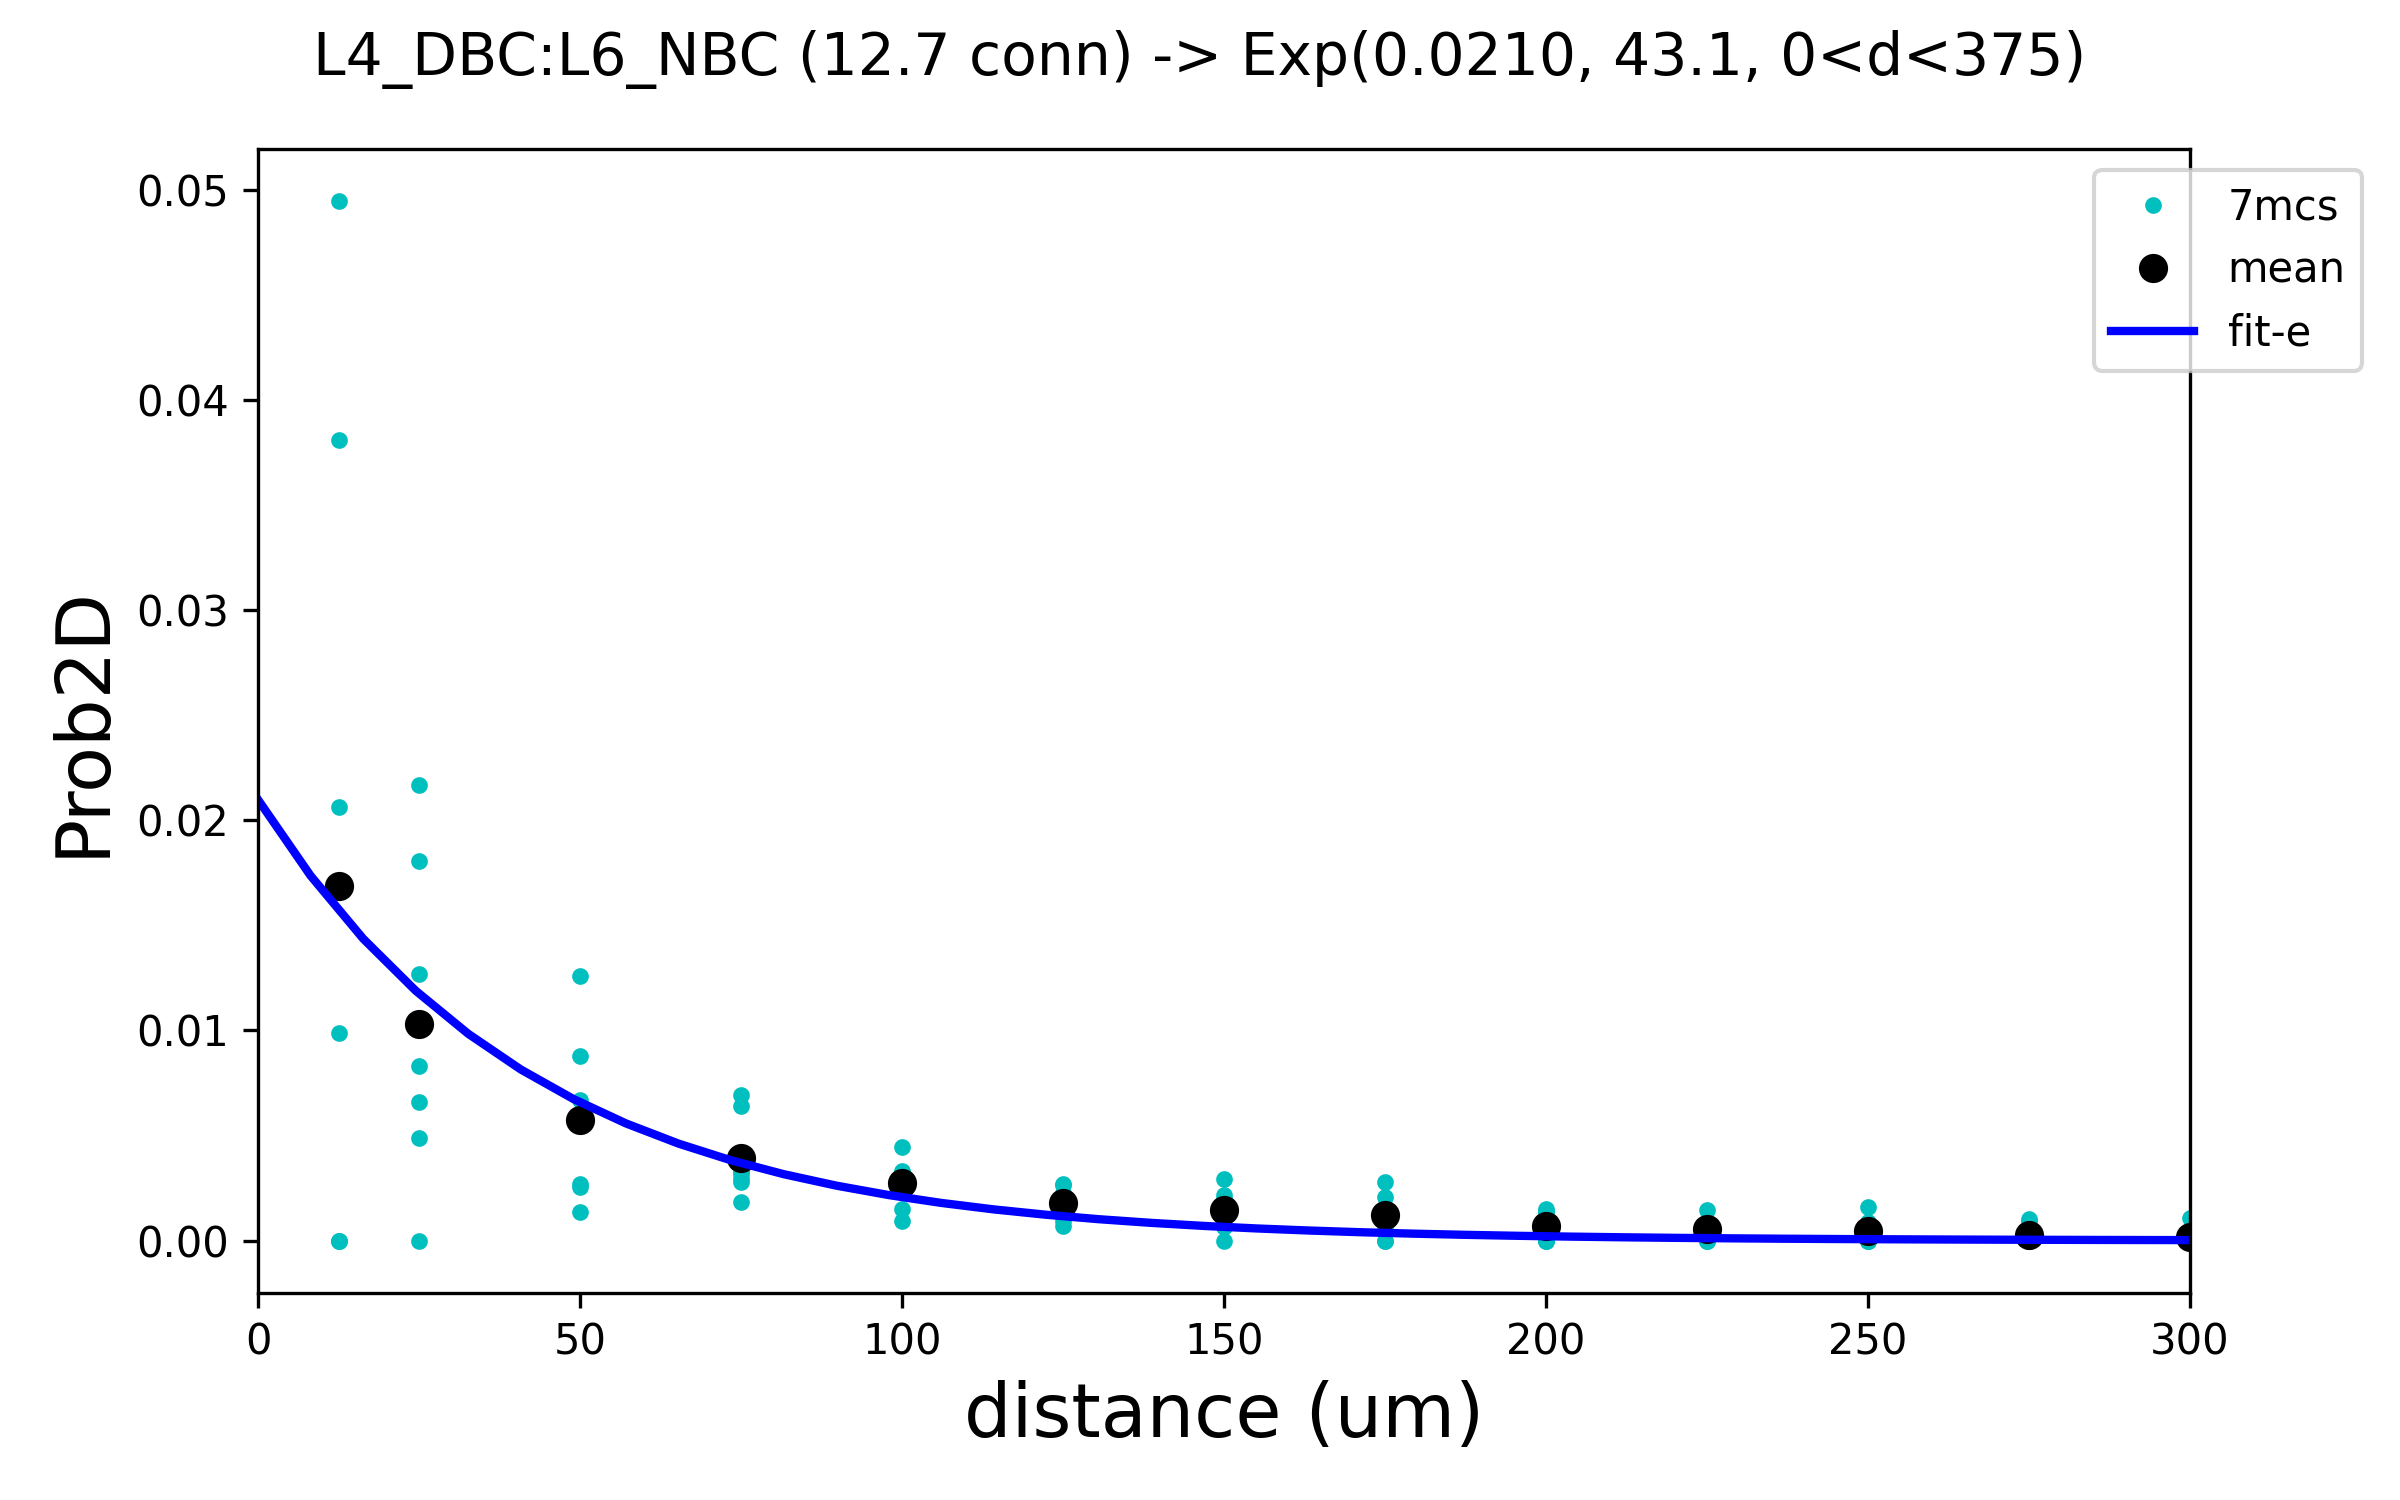 L4_DBC:L6_NBC (12.7 conn) -> Exp(0.0210, 43.1, 0<d<375)
7mcs
mean
fit-e
Prob2D
0.05
0.04
0.03
0.02
0.01
0.00
0 50 100 150 200 250 300
distance (um)